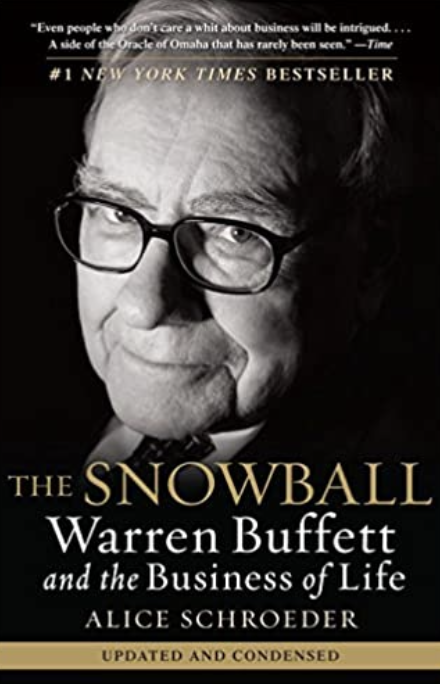 “Even people who don’t care a whit about business will be intrigued. . . .
A side of the Oracle of Omaha that has rarely been seen.” —Time
#1 NEW YORK TIMES BESTSELLER
THE SNOWBALL
Warren Buffett
and the Business of Life
ALICE SCHROEDER
UPDATED AND CONDENSED